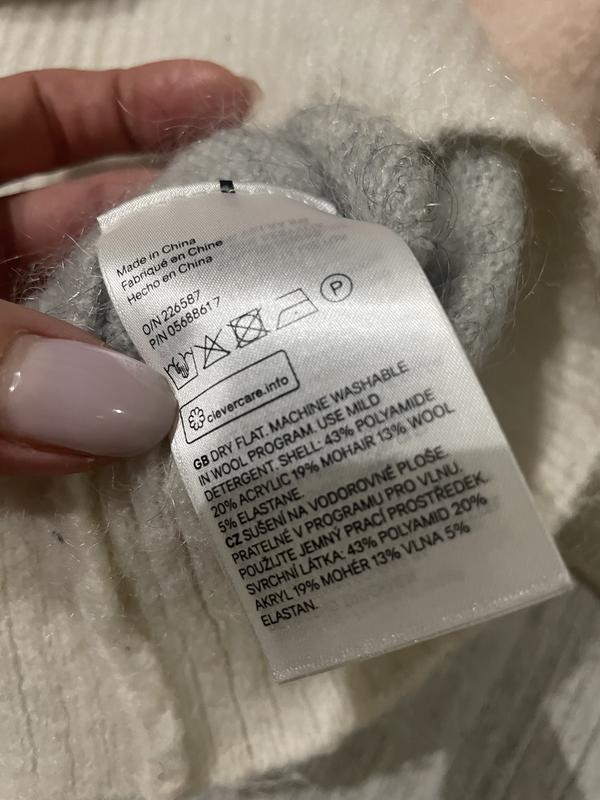 Made in China
Fabriqué en Chine
Hecho en China
O/N 226587
P/N 05688617
P
clevercare.info
GB DRY FLAT. MACHINE WASHABLE
IN WOOL PROGRAM. USE MILD
DETERGENT. SHELL: 43% POLYAMIDE
20% ACRYLIC 19% MOHAIR 13% WOOL
5% ELASTANE.
CZ SUŠENÍ NA VODOROVNÉ PLOŠE.
PRATELNÉ V PROGRAMU PRO VLNU.
POUŽIJTE JEMNÝ PRACÍ PROSTŘEDEK.
SVRCHNÍ LÁTKA: 43% POLYAMID 20%
AKRYL 19% MOHÉR 13% VLNA 5%
ELASTAN.